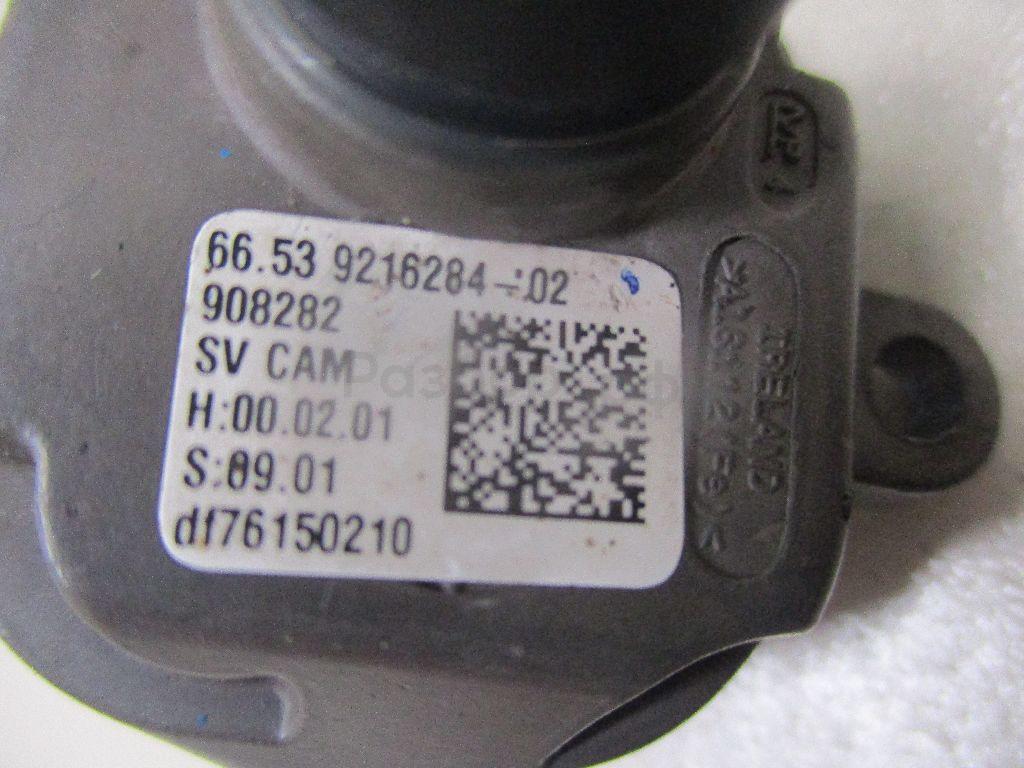 66.53 9216284-:02
908282
SV CAM
H:00.02.01
S:09.01
df76150210
IRELAND